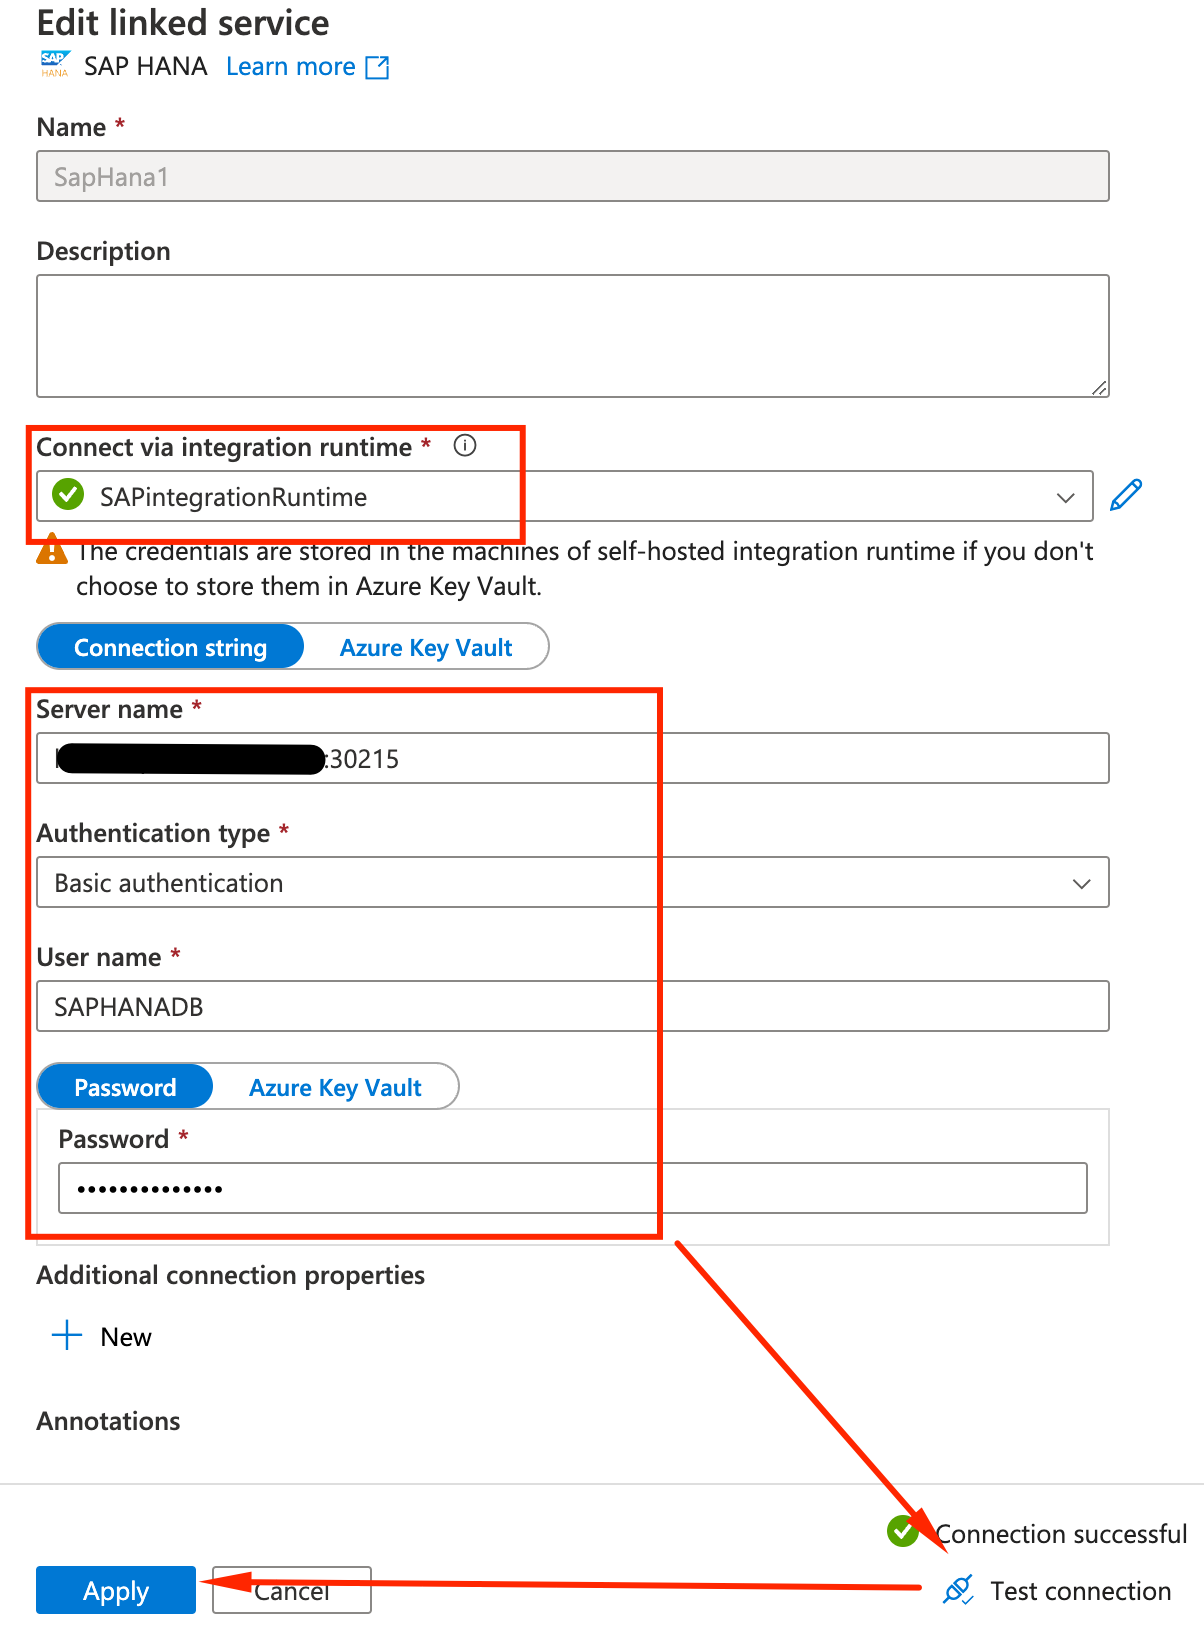 Edit linked service
SAP HANA SAP HANA Learn more
Name *
SapHana1
Description
Connect via integration runtime *
SAPintegrationRuntime
The credentials are stored in the machines of self-hosted integration runtime if you don't
choose to store them in Azure Key Vault.
Connection string Azure Key Vault
Server name *
:30215
Authentication type *
Basic authentication
User name *
SAPHANADB
Password Azure Key Vault
Password *
••••••••••••••
Additional connection properties
New
Annotations
Connection successful
Apply Cancel Test connection